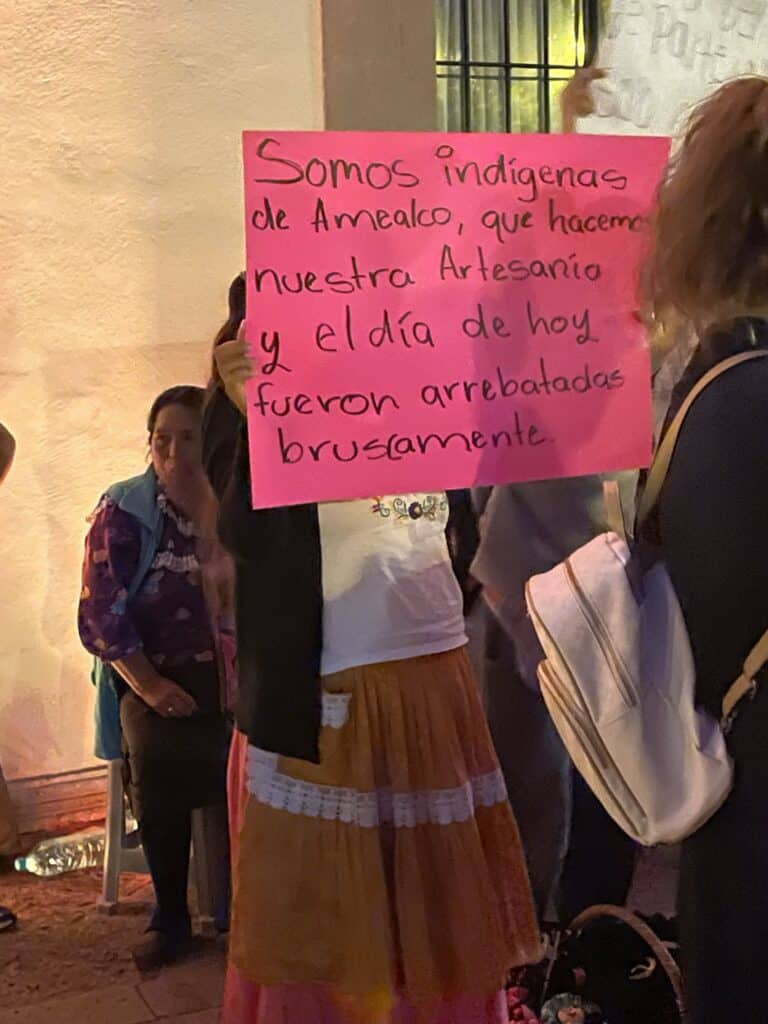 Somos indígenas
de Amealco, que hacemos
nuestra Artesanía
y el día de hoy
fueron arrebatadas
bruscamente.